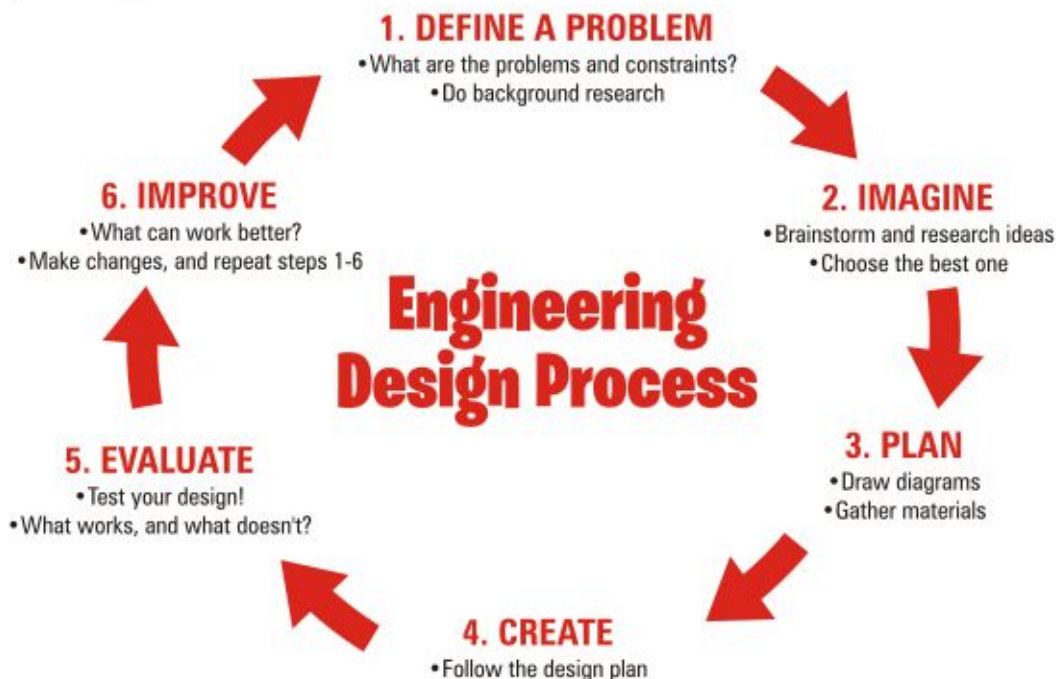 1. DEFINE A PROBLEM
•What are the problems and constraints?
•Do background research
2. IMAGINE
•Brainstorm and research ideas
•Choose the best one
3. PLAN
•Draw diagrams
•Gather materials
4. CREATE
•Follow the design plan
5. EVALUATE
•Test your design!
•What works, and what doesn't?
6. IMPROVE
•What can work better?
•Make changes, and repeat steps 1-6
Engineering
Design Process